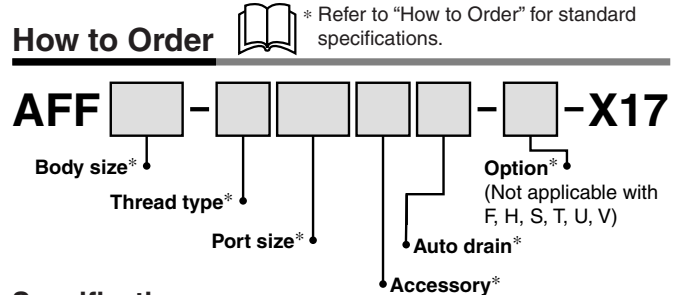 How to Order
* Refer to “How to Order” for standard
specifications.
AFF - - - X17
Body size*
Thread type*
Port size*
Accessory*
Auto drain*
Option*
(Not applicable with
F, H, S, T, U, V)